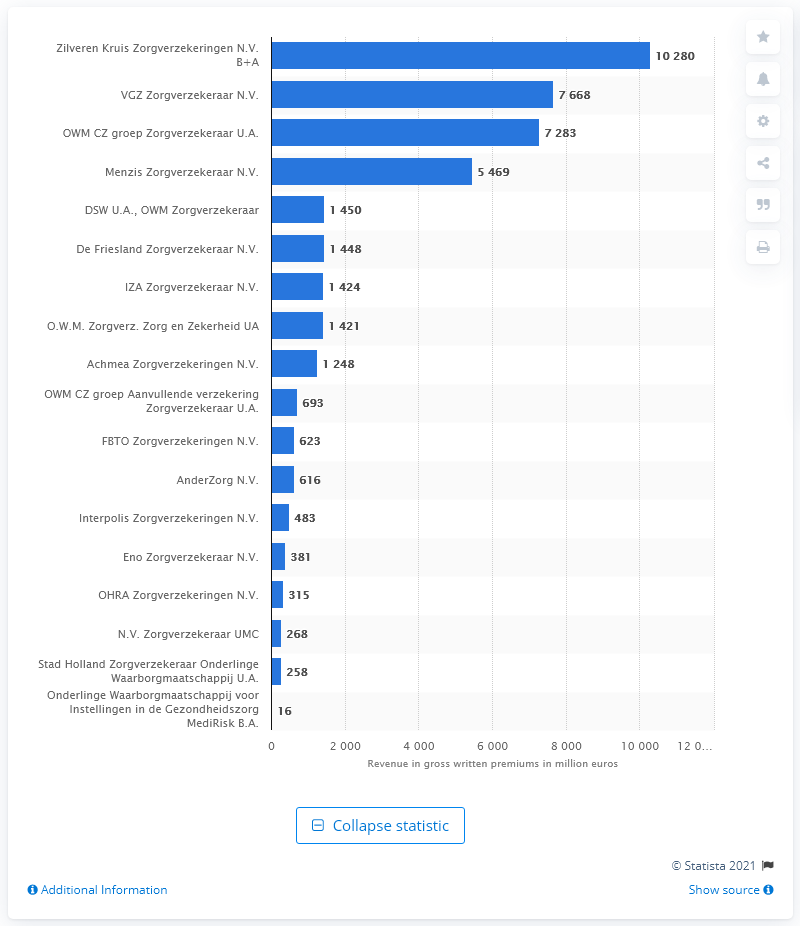 Zilveren Kruis Zorgverzekeringen N.V.
B+A
10 280
VGZ Zorgverzekeraar N.V.
7 668
OWM CZ groep Zorgverzekeraar U.A.
7 283
Menzis Zorgverzekeraar N.V.
5 469
DSW U.A., OWM Zorgverzekeraar
1 450
De Friesland Zorgverzekeraar N.V.
1 448
IZA Zorgverzekeraar N.V.
1 424
O.W.M. Zorgverz. Zorg en Zekerheid UA
1 421
Achmea Zorgverzekeringen N.V.
1 248
OWM CZ groep Aanvullende verzekering
Zorgverzekeraar U.A.
693
FBTO Zorgverzekeringen N.V.
623
AnderZorg N.V.
616
Interpolis Zorgverzekeringen N.V.
483
Eno Zorgverzekeraar N.V.
381
OHRA Zorgverzekeringen N.V.
315
N.V. Zorgverzekeraar UMC
268
Stad Holland Zorgverzekeraar Onderlinge
Waarborgmaatschappij U.A.
258
Onderlinge Waarborgmaatschappij voor
Instellingen in de Gezondheidszorg
MediRisk B.A.
16
0 2 000 4 000 6 000 8 000 10 000 12 0...
Revenue in gross written premiums in million euros
Collapse statistic
© Statista 2021
Additional Information
Show source